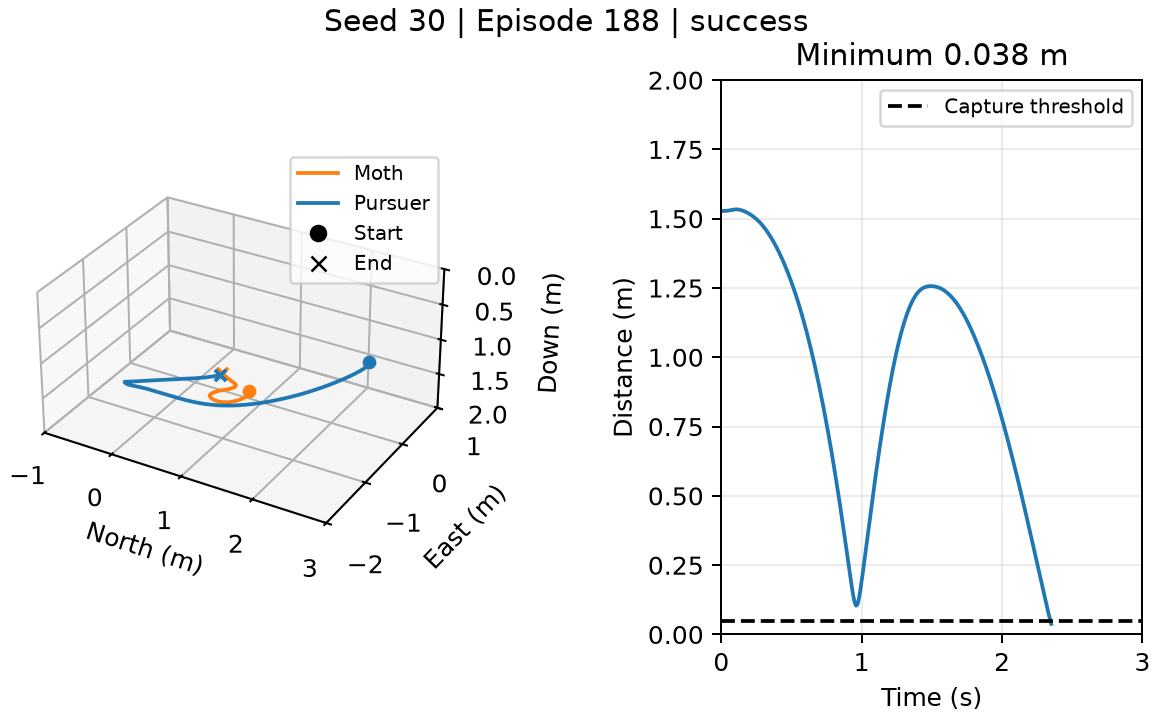 Seed 30 | Episode 188 | success
Moth
Pursuer
Start
End
0.0
0.5
1.0
1.5
2.0
Down (m)
−1
0
1
2
3
North (m)
−2
−1
0
1
East (m)
Minimum 0.038 m
Capture threshold
2.00
1.75
1.50
1.25
1.00
0.75
0.50
0.25
0.00
Distance (m)
0
1
2
3
Time (s)